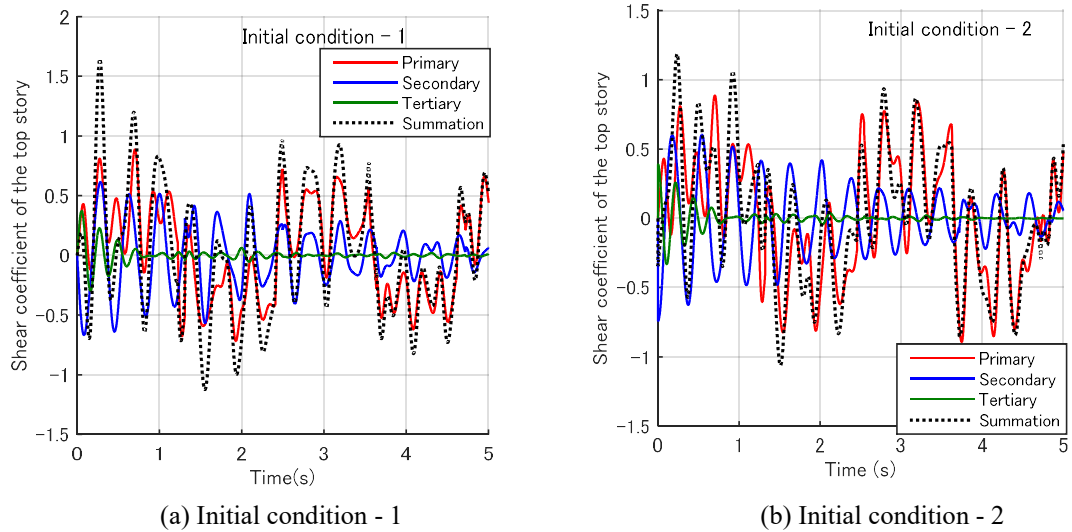 2
1.5
1
0.5
0
−0.5
−1
−1.5
Shear coefficient of the top story
Initial condition - 1
Primary
Secondary
Tertiary
Summation
0
1
2
3
4
5
Time(s)
(a) Initial condition - 1
1.5
1
0.5
0
−0.5
−1
−1.5
Shear coefficient of the top story
Initial condition - 2
Primary
Secondary
Tertiary
Summation
0
1
2
3
4
5
Time (s)
(b) Initial condition - 2